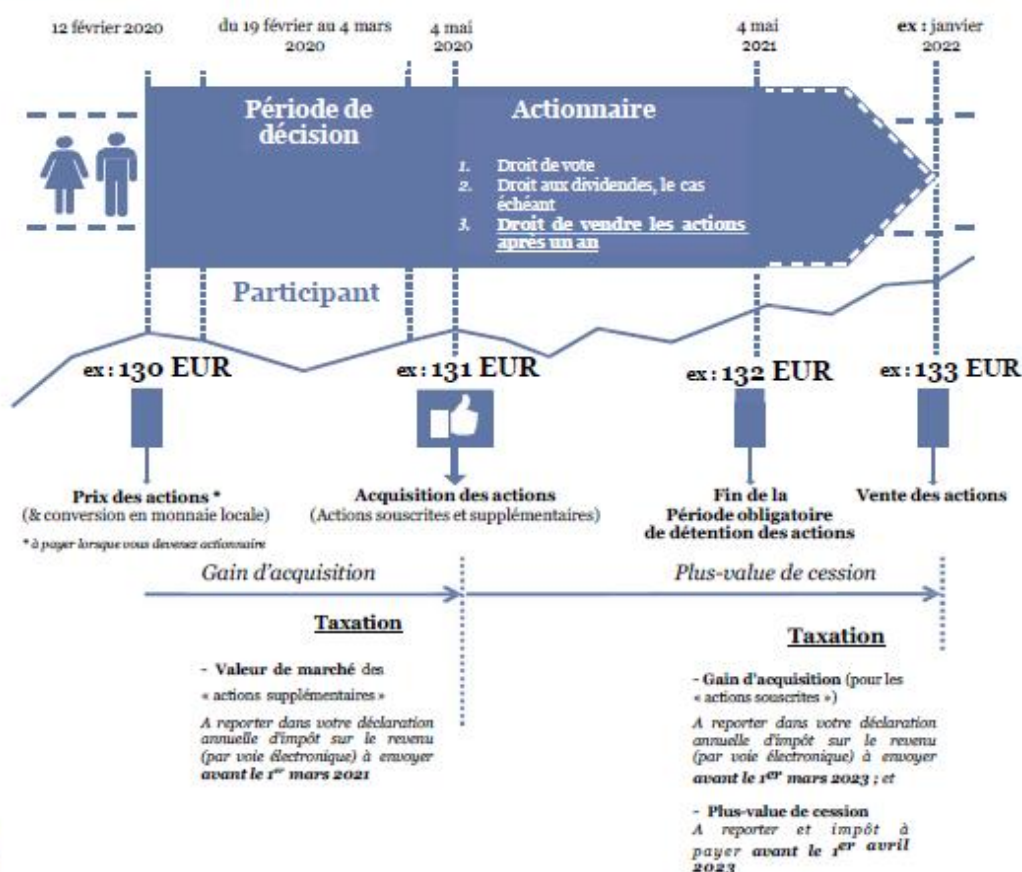 12 février 2020
du 19 février au 4 mars
2020
4 mai
2020
4 mai
2021
ex : janvier
2022
Période de
décision
Actionnaire
1. Droit de vote
2. Droit aux dividendes, le cas
échéant
3. Droit de vendre les actions
après un an
Participant
ex : 130 EUR
ex : 131 EUR
ex : 132 EUR
ex : 133 EUR
Prix des actions *
(& conversion en monnaie locale)
* à payer lorsque vous devenez actionnaire
Acquisition des actions
(Actions souscrites et supplémentaires)
Fin de la
Période obligatoire
de détention des actions
Vente des actions
Gain d'acquisition
Plus-value de cession
Taxation
- Valeur de marché des
« actions supplémentaires »
A reporter dans votre déclaration
annuelle d'impôt sur le revenu
(par voie électronique) à envoyer
avant le 1er mars 2021
Taxation
- Gain d'acquisition (pour les
« actions souscrites »)
A reporter dans votre déclaration
annuelle d'impôt sur le revenu
(par voie électronique) à envoyer
avant le 1er mars 2023 ; et
- Plus-value de cession
A reporter et impôt à
payer avant le 1er avril
2023